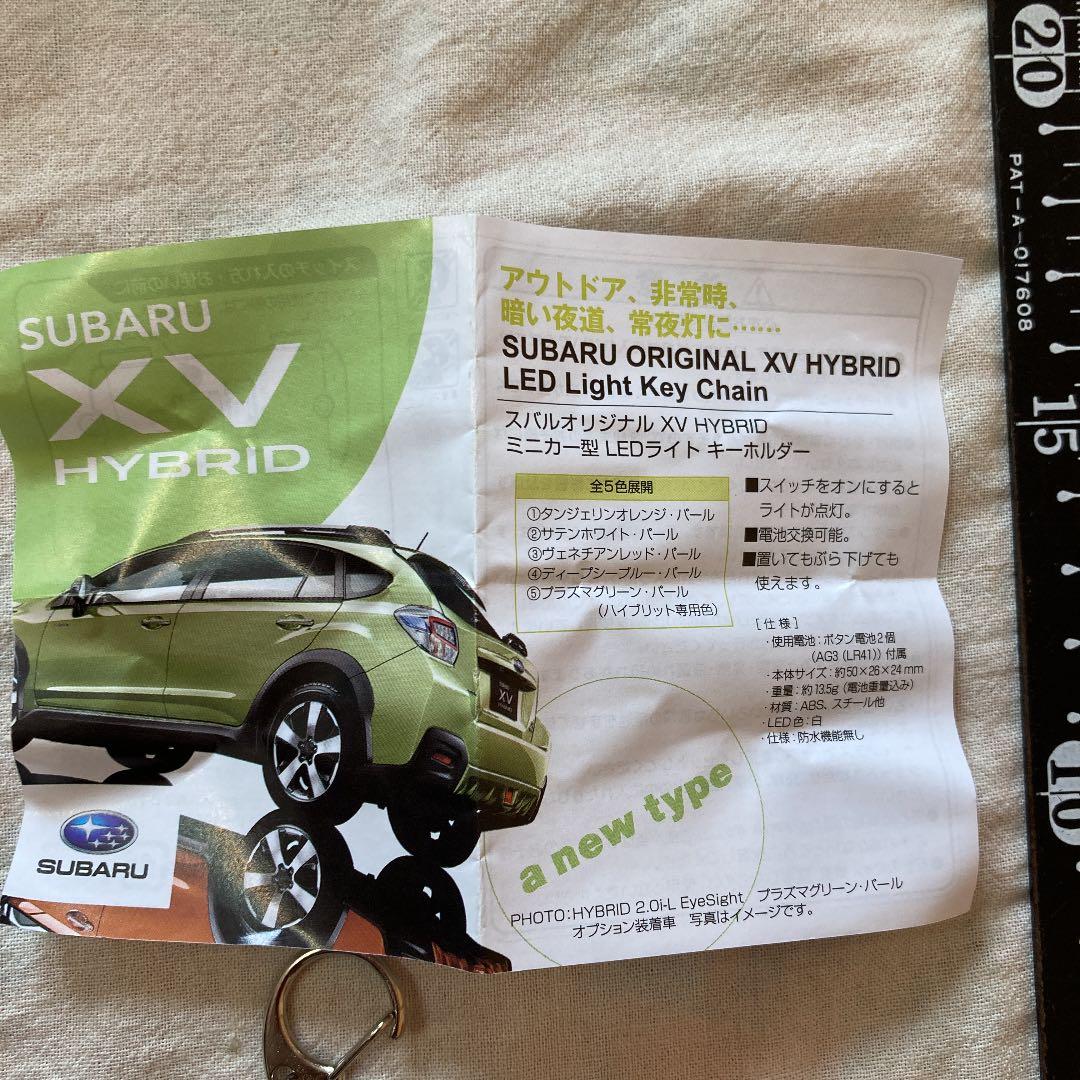 SUBARU
XV
HYBRID
XV
HYBRID
SUBARU
アウトドア、非常時、
暗い夜道、常夜灯に……
SUBARU ORIGINAL XV HYBRID
LED Light Key Chain
スバルオリジナル XV HYBRID
ミニカー型 LEDライト キーホルダー
全5色展開
①タンジェリンオレンジ・パール
②サテンホワイト・パール
③ヴェネチアンレッド・パール
④ディープシーブルー・パール
⑤プラズマグリーン・パール
(ハイブリット専用色)
■スイッチをオンにすると
ライトが点灯。
■電池交換可能。
■置いてもぶら下げても
使えます。
[仕様]
・使用電池：ボタン電池2個
(AG3 (LR41)) 付属
・本体サイズ：約50×26×24mm
・重量：約13.5g (電池重量込み)
・材質：ABS、スチール他
・LED色：白
・仕様：防水機能無し
a new type
PHOTO：HYBRID 2.0i-L EyeSight プラズマグリーン・パール
オプション装着車 写真はイメージです。
20
PAT-A-017608
15
10